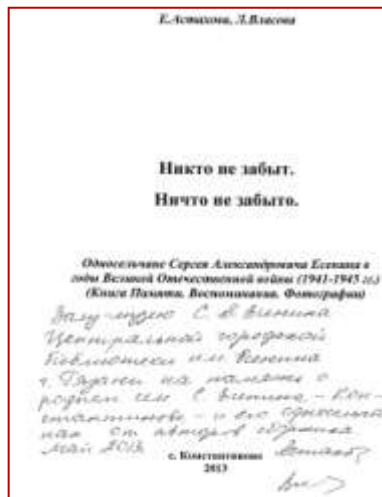 Е.Астахова, Л.Власова
Никто не забыт.
Ничто не забыто.
Односельчане Сергея Александровича Есенина в
годы Великой Отечественной войны (1941-1945 гг.)
(Книга Памяти. Воспоминания. Фотографии)
Залу-музею С Есенина
Центральной городской
библиотеки им Есенина
г. Рязани на память о
родном селе С Есенина - Кон-
стантинове - и его односельча-
нах от авторов сборника
Май 2013
с. Константиново
2013